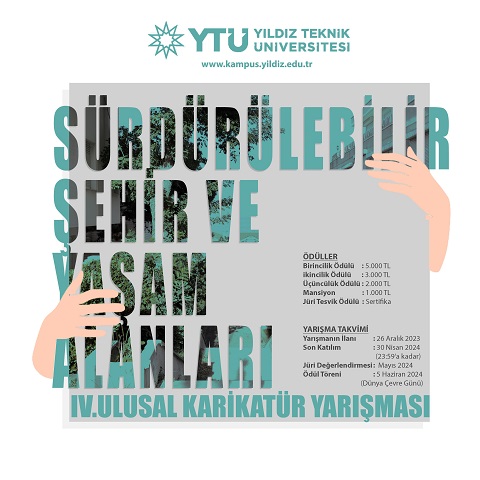 YTU YILDIZ TEKNİK
ÜNİVERSİTESİ
www.kampus.yildiz.edu.tr
SÜRDÜRÜLEBİLİR
ŞEHİR VE
YAŞAM
ALANLARI
ÖDÜLLER
Birincilik Ödülü : 5.000 TL
ikincilik Ödülü : 3.000 TL
Üçüncülük Ödülü : 2.000 TL
Mansiyon : 1.000 TL
Jüri Teşvik Ödülü : Sertifika
YARIŞMA TAKVİMİ
Yarışmanın İlanı : 26 Aralık 2023
Son Katılım : 30 Nisan 2024
(23:59'a kadar)
Jüri Değerlendirmesi : Mayıs 2024
Ödül Töreni : 5 Haziran 2024
(Dünya Çevre Günü)
IV.ULUSAL KARİKATÜR YARIŞMASI